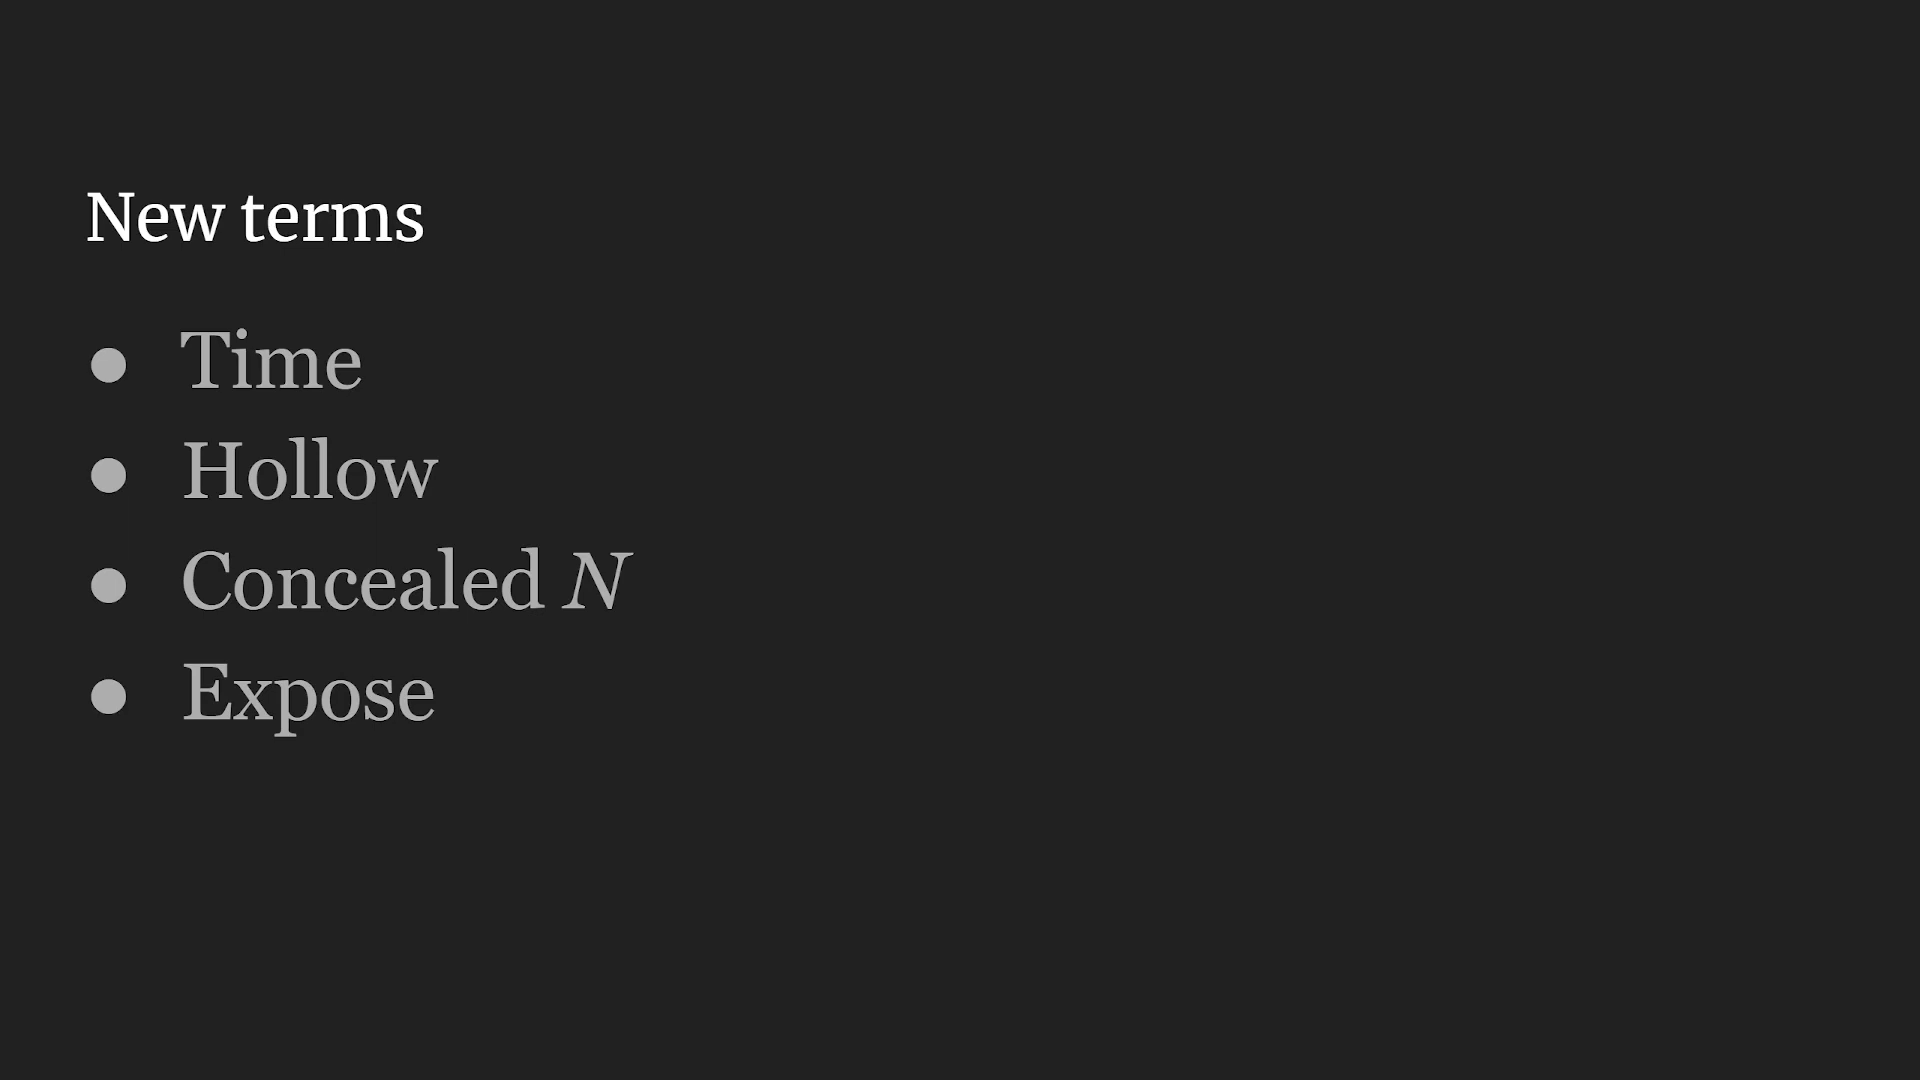 New terms
● Time
● Hollow
● Concealed N
● Expose